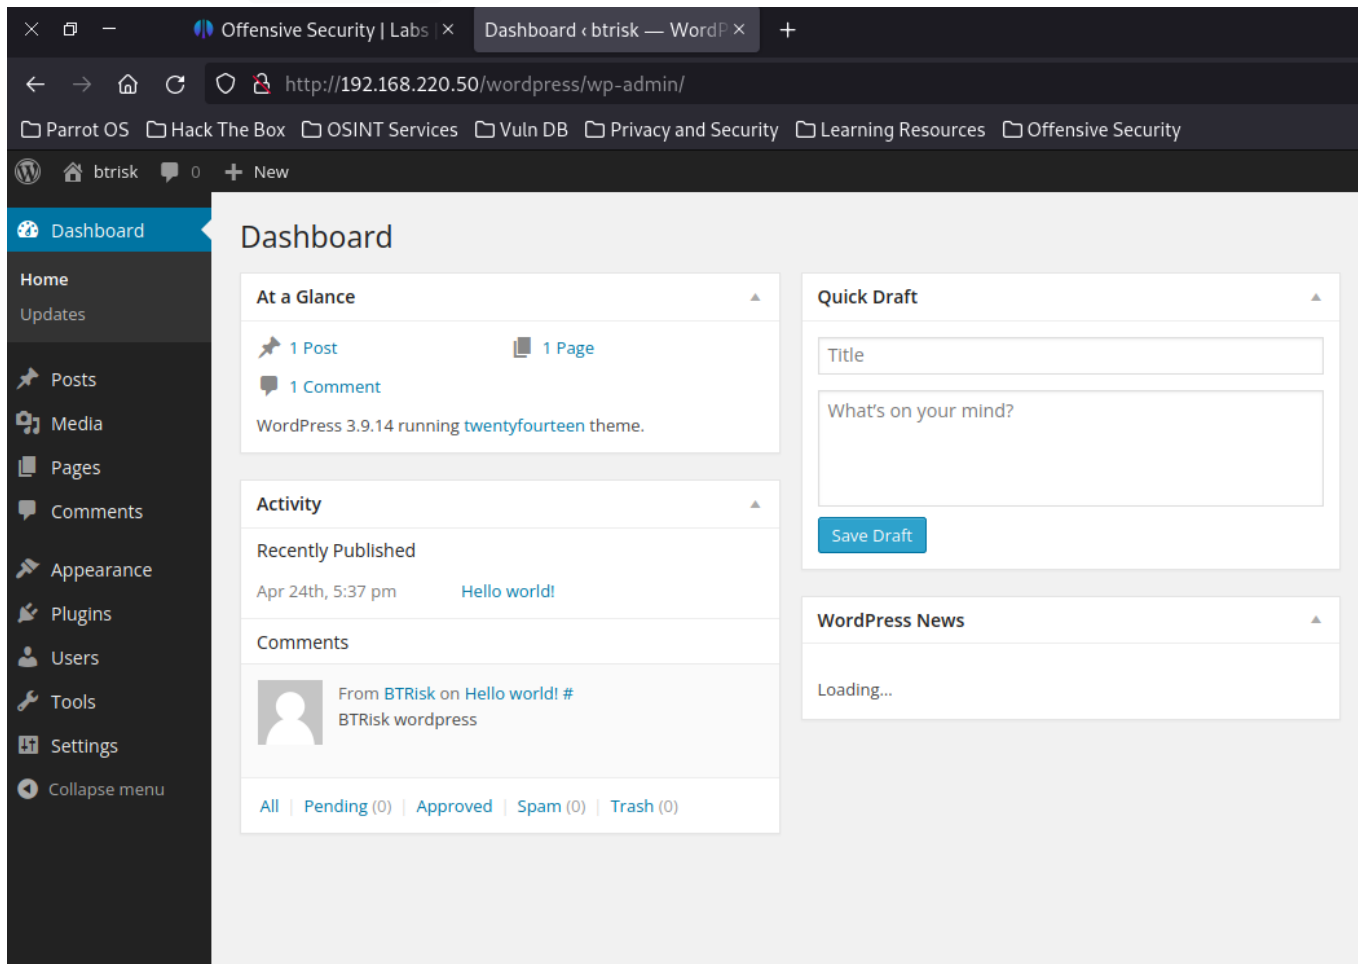 Offensive Security | Labs
Dashboard ‹ btrisk — WordP
http://192.168.220.50/wordpress/wp-admin/
Parrot OS Hack The Box OSINT Services Vuln DB Privacy and Security Learning Resources Offensive Security
btrisk 0 New
Dashboard
Home
Updates
Posts
Media
Pages
Comments
Appearance
Plugins
Users
Tools
Settings
Collapse menu
Dashboard
At a Glance
1 Post 1 Page
1 Comment
WordPress 3.9.14 running twentyfourteen theme.
Activity
Recently Published
Apr 24th, 5:37 pm Hello world!
Comments
From BTRisk on Hello world! #
BTRisk wordpress
All | Pending (0) | Approved | Spam (0) | Trash (0)
Quick Draft
Title
What's on your mind?
Save Draft
WordPress News
Loading...